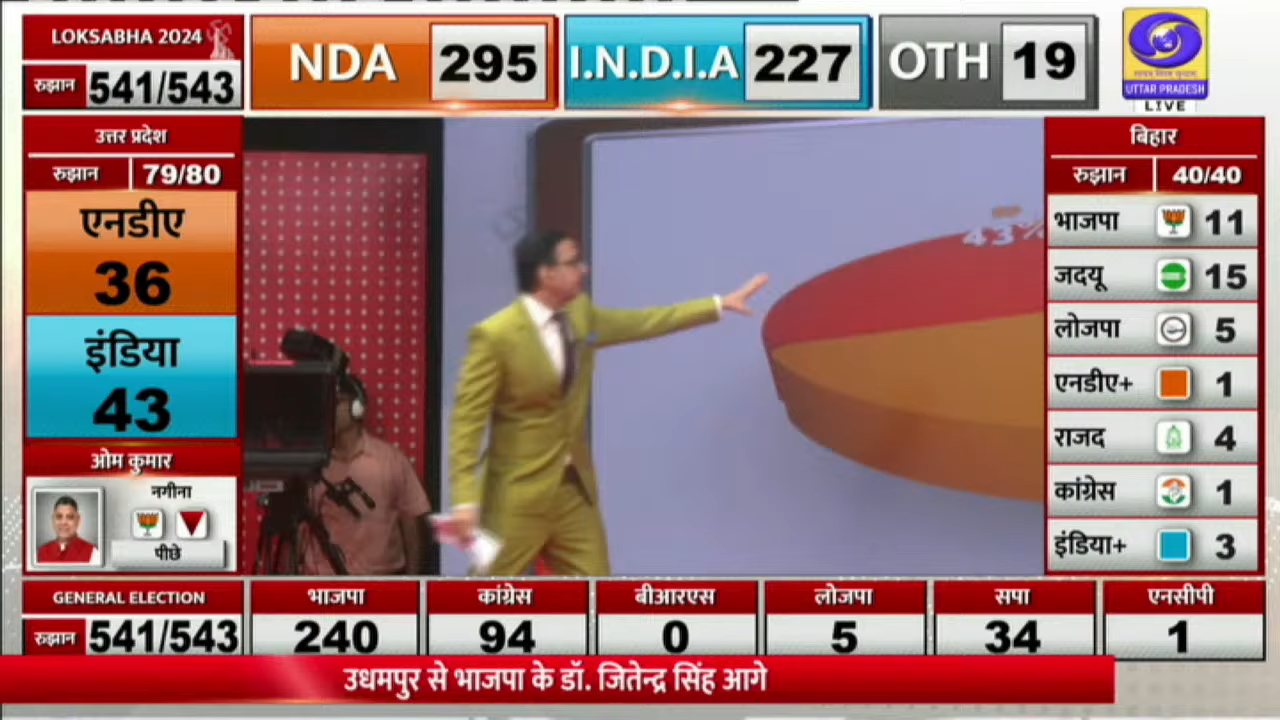 LOKSABHA 2024
रुझान 541/543
NDA 295
I.N.D.I.A 227
OTH 19
UTTAR PRADESH
LIVE
उत्तर प्रदेश
रुझान 79/80
एनडीए
36
इंडिया
43
ओम कुमार
नगीना
पीछे
43%
बिहार
रुझान 40/40
भाजपा 11
जदयू 15
लोजपा 5
एनडीए+ 1
राजद 4
कांग्रेस 1
इंडिया+ 3
GENERAL ELECTION
रुझान 541/543
भाजपा
240
कांग्रेस
94
बीआरएस
0
लोजपा
5
सपा
34
एनसीपी
1
उधमपुर से भाजपा के डॉ. जितेन्द्र सिंह आगे